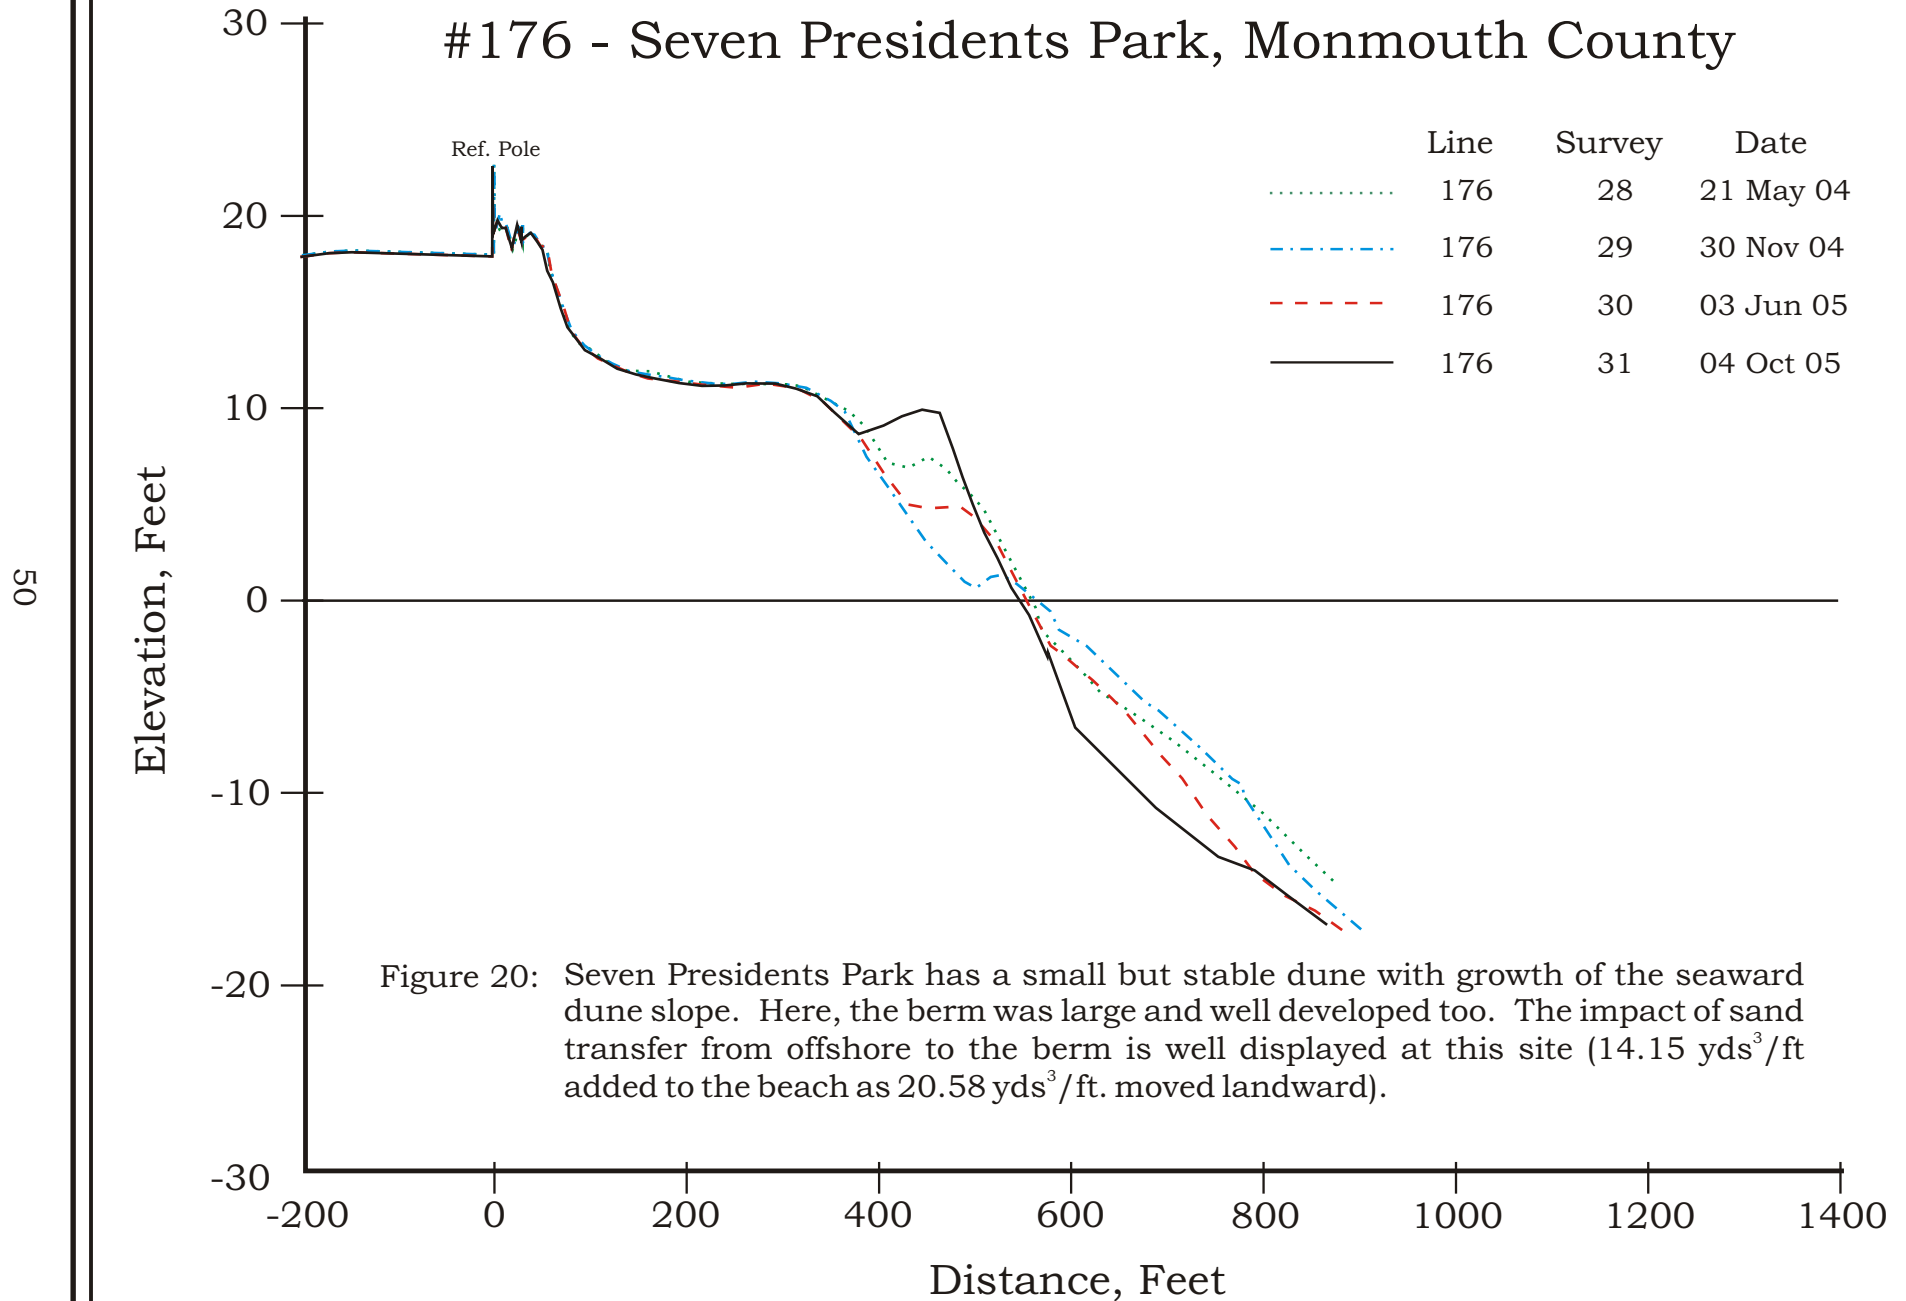 #176 - Seven Presidents Park, Monmouth County
Ref. Pole
Line Survey Date
176 28 21 May 04
176 29 30 Nov 04
176 30 03 Jun 05
176 31 04 Oct 05
30
20
10
0
-10
-20
-30
Elevation, Feet
50
Figure 20: Seven Presidents Park has a small but stable dune with growth of the seaward
dune slope. Here, the berm was large and well developed too. The impact of sand
transfer from offshore to the berm is well displayed at this site (14.15 yds³/ft
added to the beach as 20.58 yds³/ft. moved landward).
-200 0 200 400 600 800 1000 1200 1400
Distance, Feet